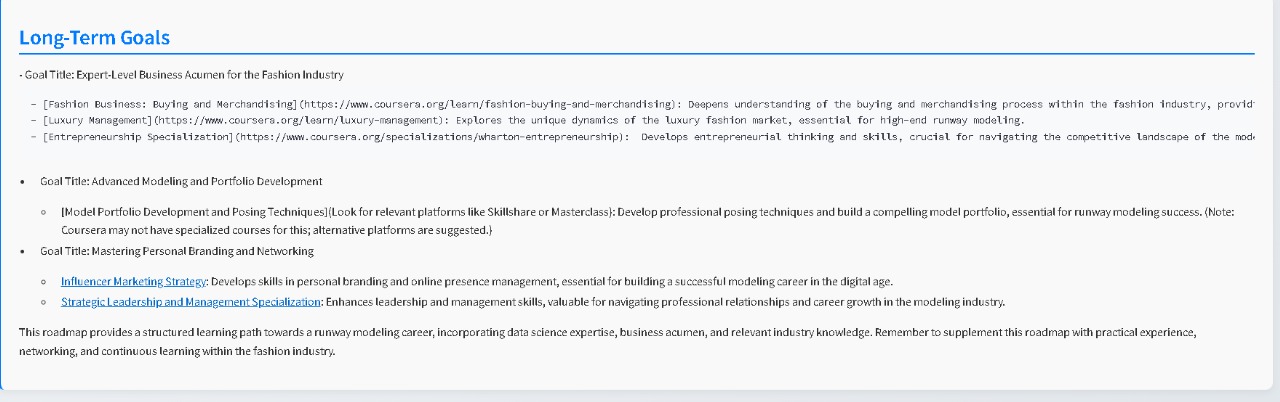 Long-Term Goals
- Goal Title: Expert-Level Business Acumen for the Fashion Industry
- [Fashion Business: Buying and Merchandising](https://www.coursera.org/learn/fashion-buying-and-merchandising): Deepens understanding of the buying and merchandising process within the fashion industry,
- [Luxury Management](https://www.coursera.org/learn/luxury-management): Explores the unique dynamics of the luxury fashion market, essential for high-end runway modeling.
- [Entrepreneurship Specialization](https://www.coursera.org/specializations/wharton-entrepreneurship):  Develops entrepreneurial thinking and skills, crucial for navigating the competitive landscape of the
• Goal Title: Advanced Modeling and Portfolio Development
◦ [Model Portfolio Development and Posing Techniques](Look for relevant platforms like Skillshare or Masterclass): Develop professional posing techniques and build a compelling model portfolio, essential for runway modeling success. (Note:
Coursera may not have specialized courses for this; alternative platforms are suggested.)
• Goal Title: Mastering Personal Branding and Networking
◦ Influencer Marketing Strategy: Develops skills in personal branding and online presence management, essential for building a successful modeling career in the digital age.
◦ Strategic Leadership and Management Specialization: Enhances leadership and management skills, valuable for navigating professional relationships and career growth in the modeling industry.
This roadmap provides a structured learning path towards a runway modeling career, incorporating data science expertise, business acumen, and relevant industry knowledge. Remember to supplement this roadmap with practical experience,
networking, and continuous learning within the fashion industry.